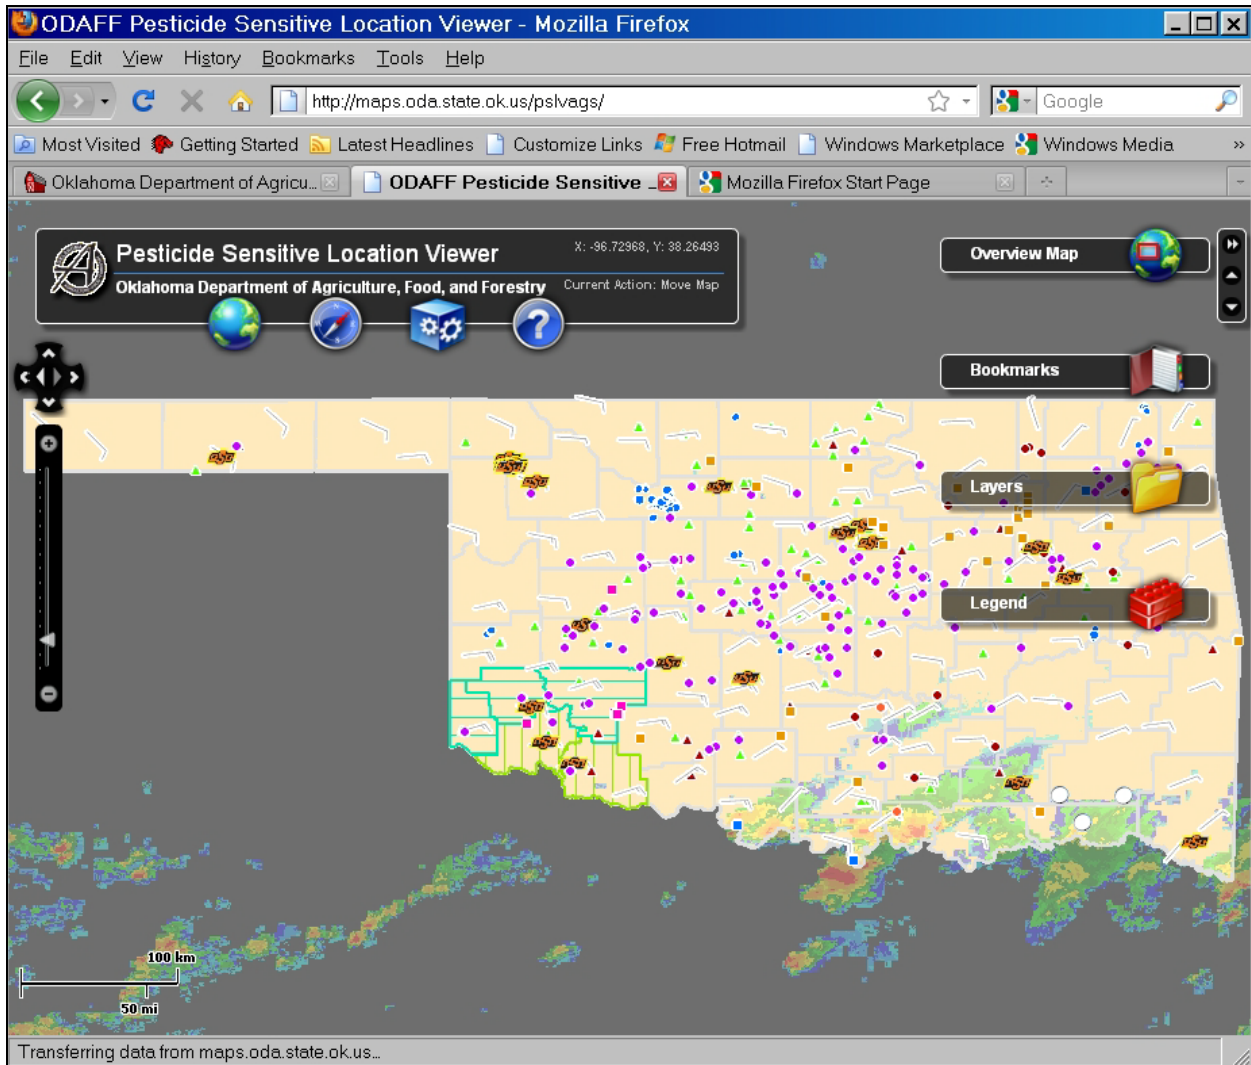 ODAFF Pesticide Sensitive Location Viewer - Mozilla Firefox
File Edit View History Bookmarks Tools Help
http://maps.oda.state.ok.us/pslvags/
Google
Most Visited Getting Started Latest Headlines Customize Links Free Hotmail Windows Marketplace Windows Media »
Oklahoma Department of Agricu...
ODAFF Pesticide Sensitive ...
Mozilla Firefox Start Page
Pesticide Sensitive Location Viewer
X: -96.72968, Y: 38.26493
Oklahoma Department of Agriculture, Food, and Forestry
Current Action: Move Map
Overview Map
Bookmarks
Layers
Legend
100 km
50 mi
Transferring data from maps.oda.state.ok.us...